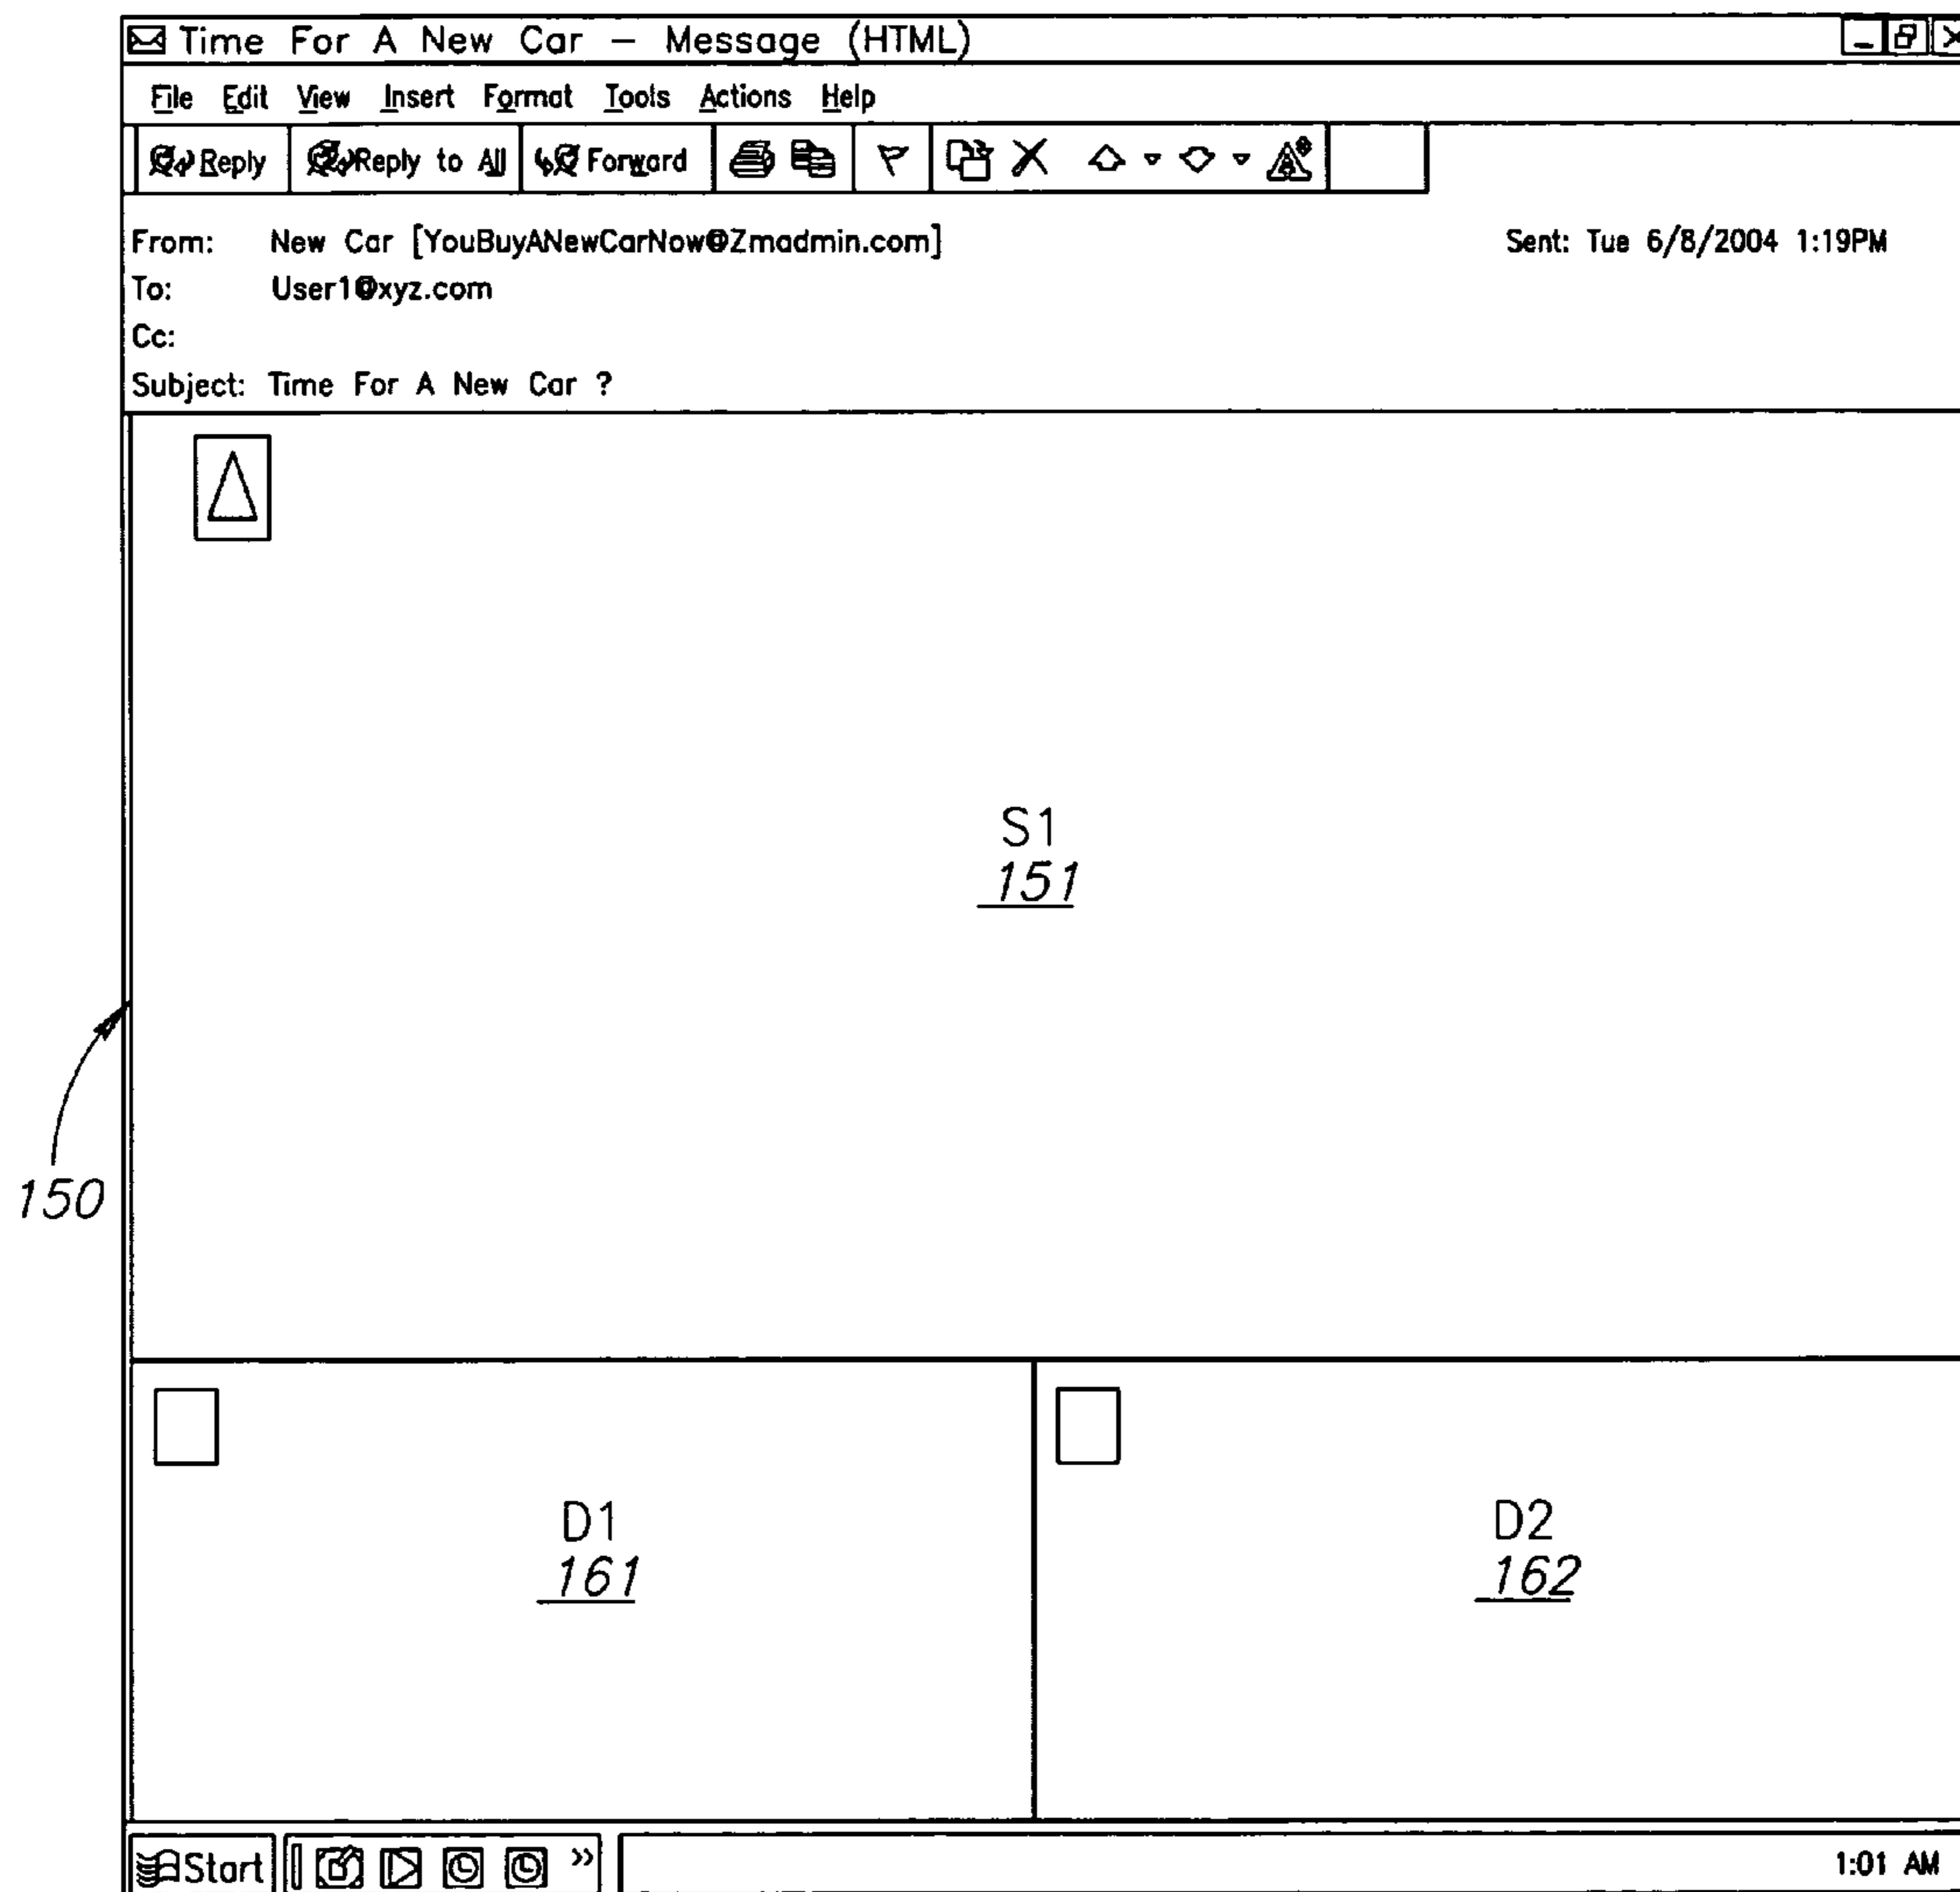 Time For A New Car – Message (HTML)
File Edit View Insert Format Tools Actions Help
Reply Reply to All Forward
From: New Car [YouBuyANewCarNow@Zmadmin.com] Sent: Tue 6/8/2004 1:19PM
To: User1@xyz.com
Cc:
Subject: Time For A New Car ?
S1
151
150
D1
161
D2
162
Start » 1:01 AM